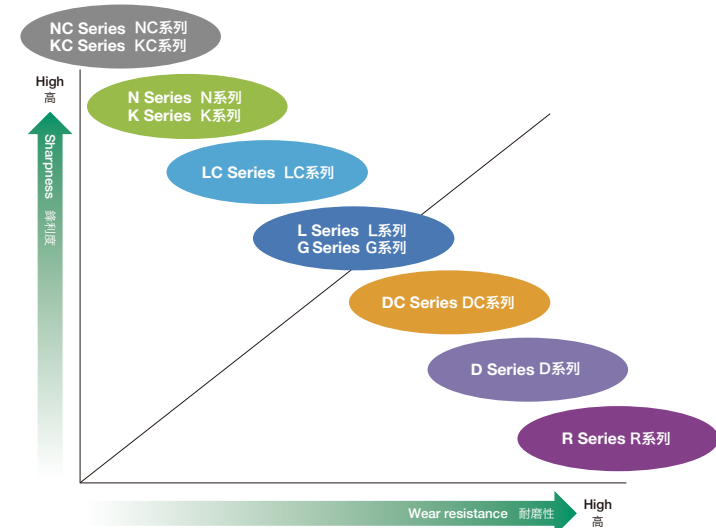 NC Series NC系列
KC Series KC系列
High
高
N Series N系列
K Series K系列
Sharpness 鋒利度
LC Series LC系列
L Series L系列
G Series G系列
DC Series DC系列
D Series D系列
R Series R系列
Wear resistance 耐磨性
High
高